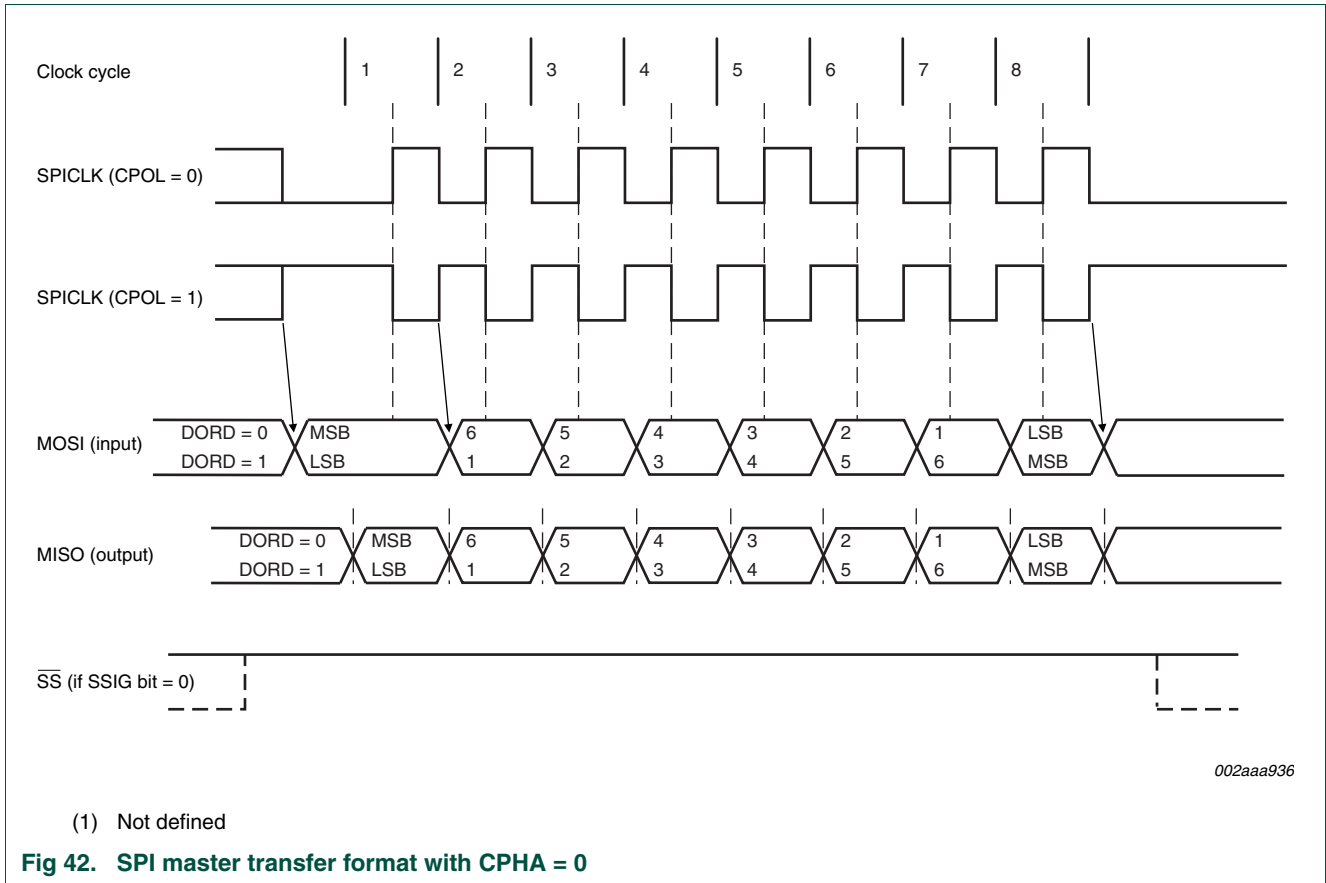 Clock cycle 1 2 3 4 5 6 7 8
SPICLK (CPOL = 0)
SPICLK (CPOL = 1)
MOSI (input) DORD = 0 MSB 6 5 4 3 2 1 LSB
DORD = 1 LSB 1 2 3 4 5 6 MSB
MISO (output) DORD = 0 MSB 6 5 4 3 2 1 LSB
DORD = 1 LSB 1 2 3 4 5 6 MSB
S̅S̅ (if SSIG bit = 0)
002aaa936
(1) Not defined
Fig 42. SPI master transfer format with CPHA = 0